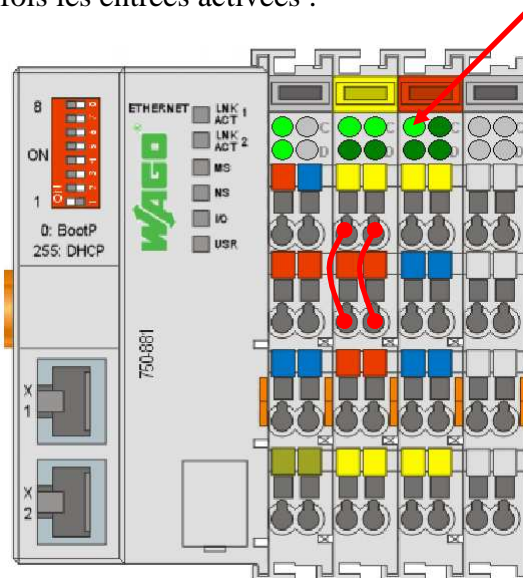 fois les entrées activées :
8
ON
1
0: BootP
255: DHCP
ETHERNET
LNK 1
ACT
LNK 2
ACT
MS
NS
I/O
USR
WAGO
750-881
X
1
X
2
C
D
C
D
C
D
C
D